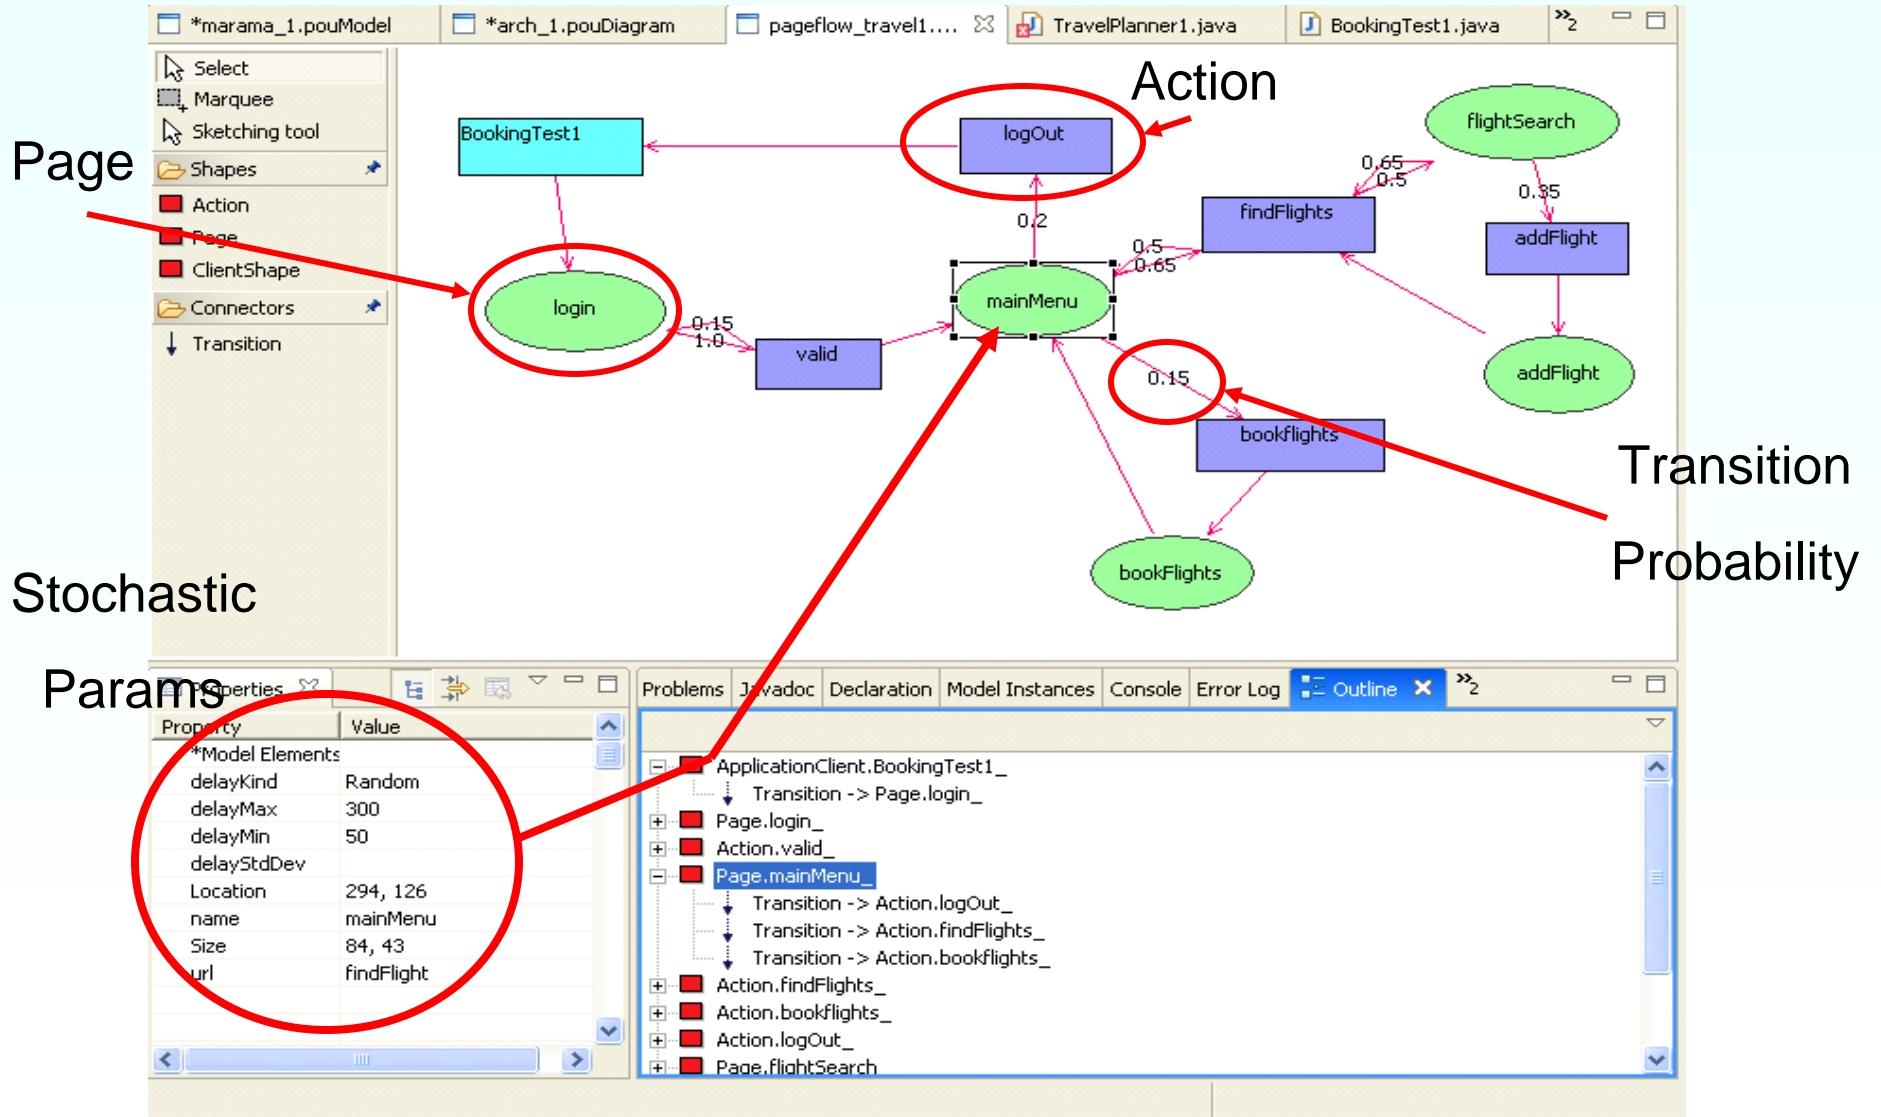 *marama_1.pouModel
*arch_1.pouDiagram
pageflow_travel1....
TravelPlanner1.java
BookingTest1.java
»2
Select
Marquee
Sketching tool
Shapes
Action
Page
ClientShape
Connectors
Transition
Page
Action
BookingTest1
logOut
flightSearch
0.65
0.5
0.35
findFlights
addFlight
0.2
0.5
0.65
login
mainMenu
0.15
1.0
valid
0.15
addFlight
bookflights
bookFlights
Transition
Probability
Stochastic
Params
Properties
Property Value
*Model Elements
delayKind Random
delayMax 300
delayMin 50
delayStdDev
Location 294, 126
name mainMenu
Size 84, 43
url findFlight
Problems Javadoc Declaration Model Instances Console Error Log Outline »2
ApplicationClient.BookingTest1_
Transition -> Page.login_
Page.login_
Action.valid_
Page.mainMenu_
Transition -> Action.logOut_
Transition -> Action.findFlights_
Transition -> Action.bookflights_
Action.findFlights_
Action.bookflights_
Action.logOut_
Page.flightSearch